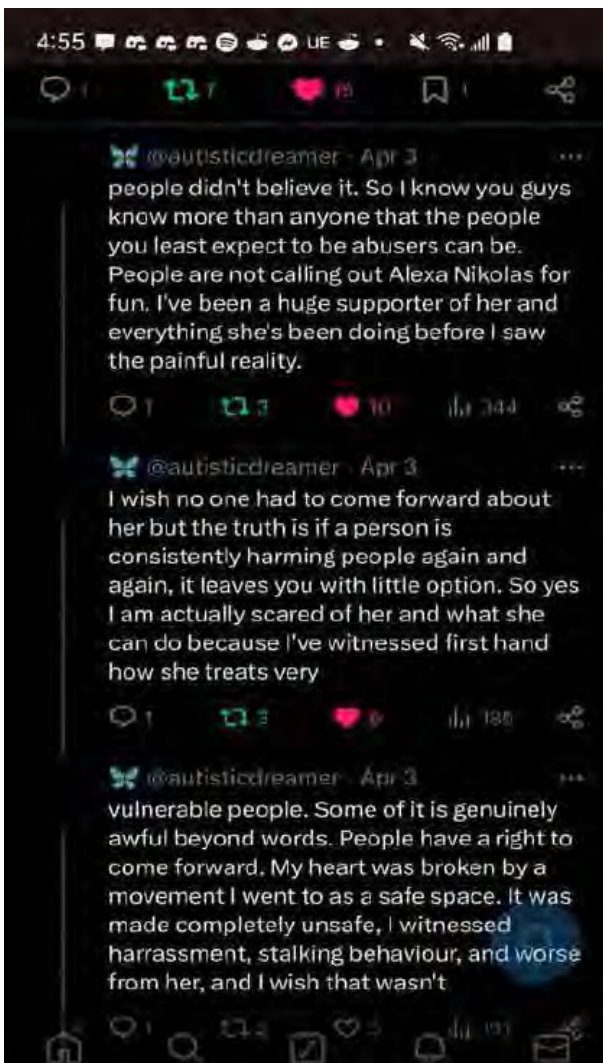 4:55 UE
1 7 1
@autisticdreamer · Apr 3
people didn't believe it. So I know you guys
know more than anyone that the people
you least expect to be abusers can be.
People are not calling out Alexa Nikolas for
fun. I've been a huge supporter of her and
everything she's been doing before I saw
the painful reality.
1 3 10 344
@autisticdreamer · Apr 3
I wish no one had to come forward about
her but the truth is if a person is
consistently harming people again and
again, it leaves you with little option. So yes
I am actually scared of her and what she
can do because I've witnessed first hand
how she treats very
1 3
@autisticdreamer · Apr 3
vulnerable people. Some of it is genuinely
awful beyond words. People have a right to
come forward. My heart was broken by a
movement I went to as a safe space. It was
made completely unsafe, I witnessed
harrassment, stalking behaviour, and worse
from her, and I wish that wasn't
1